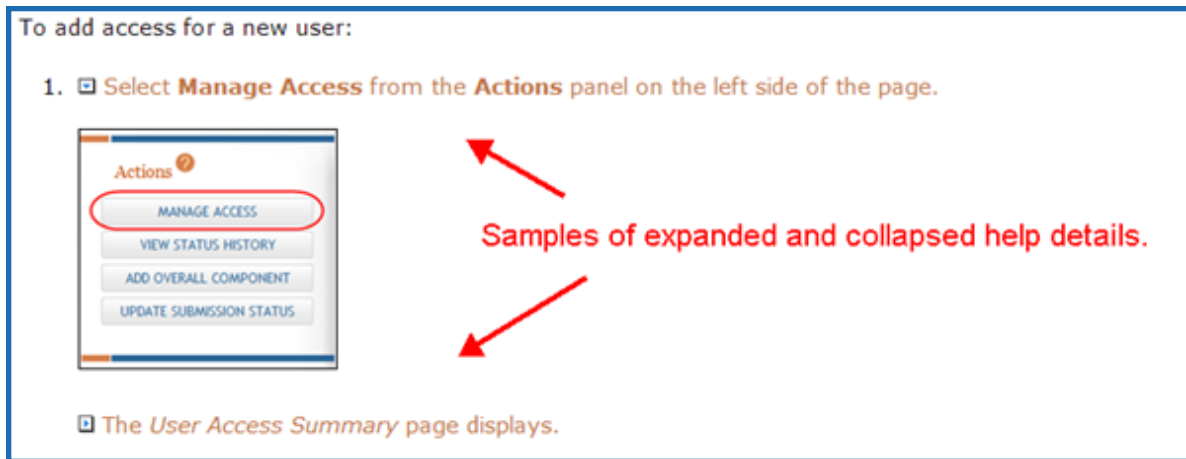 To add access for a new user:
1. Select Manage Access from the Actions panel on the left side of the page.
Actions ?
MANAGE ACCESS
VIEW STATUS HISTORY
ADD OVERALL COMPONENT
UPDATE SUBMISSION STATUS
Samples of expanded and collapsed help details.
The User Access Summary page displays.